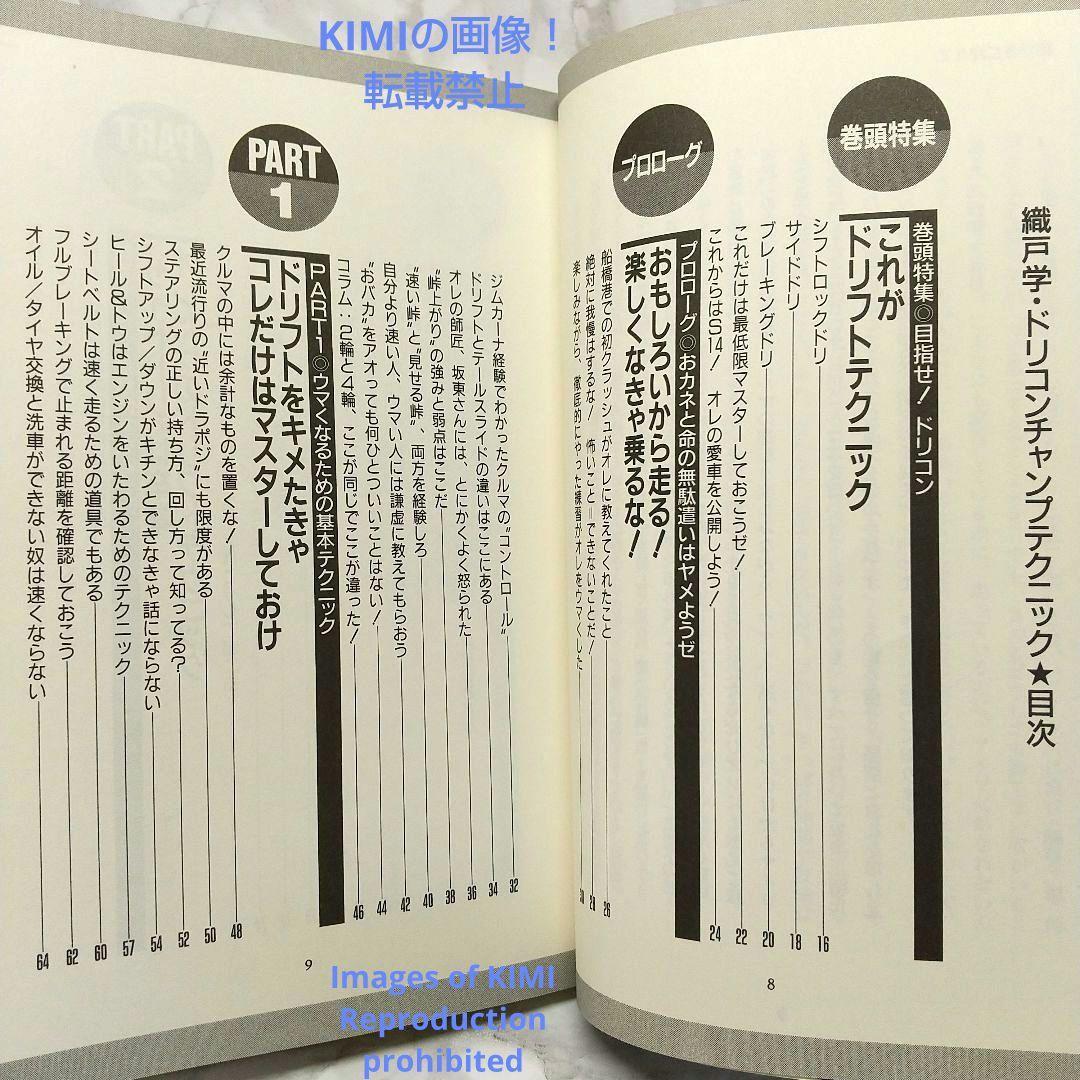 KIMIの画像！
転載禁止
織戸学・ドリコンチャンプテクニック★目次
巻頭特集
巻頭特集◎目指せ！ ドリコン
これが
ドリフトテクニック
シフトロックドリ 16
サイドドリ 18
ブレーキングドリ 20
これだけは最低限マスターしておこうぜ！ 22
これからはS14！ オレの愛車を公開しよう！ 24
プロローグ
プロローグ◎おカネと命の無駄遣いはヤメようゼ
おもしろいから走る！
楽しくなきゃ乗るな！
船橋港での初クラッシュがオレに教えてくれたこと 26
絶対に我慢はするな！ 怖いこと＝できないことだ！ 28
楽しみながら、徹底的にやった練習がオレをウマくした 30
8
ジムカーナ経験でわかったクルマの“コントロール” 32
ドリフトとテールスライドの違いはここにある 34
オレの師匠、坂東さんには、とにかくよく怒られた 36
“峠上がり”の強みと弱点はここだ 38
“速い峠”と“見せる峠”、両方を経験しろ 40
自分より速い人、ウマい人には謙虚に教えてもらおう 42
“おバカ”をアオっても何ひとついいことはない！ 44
コラム：２輪と４輪、ここが同じでここが違った！ 46
PART
1
PART1◎ウマくなるための基本テクニック
ドリフトをキメたきゃ
コレだけはマスターしておけ
クルマの中には余計なものを置くな！ 48
最近流行りの“近いドラポジ”にも限度がある 50
ステアリングの正しい持ち方、回し方って知ってる？ 52
シフトアップ／ダウンがキチンとできなきゃ話にならない 54
ヒール&トウはエンジンをいたわるためのテクニック 57
シートベルトは速く走るための道具でもある 60
フルブレーキングで止まれる距離を確認しておこう 62
オイル／タイヤ交換と洗車ができない奴は速くならない 64
9
Images of KIMI
Reproduction
prohibited